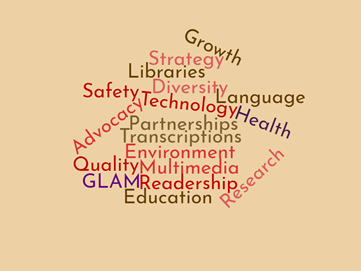 Growth
Strategy
Libraries
Diversity
Safety
Technology
Language
Advocacy
Health
Partnerships
Transcriptions
Environment
Quality
Multimedia
Research
GLAM
Readership
Education